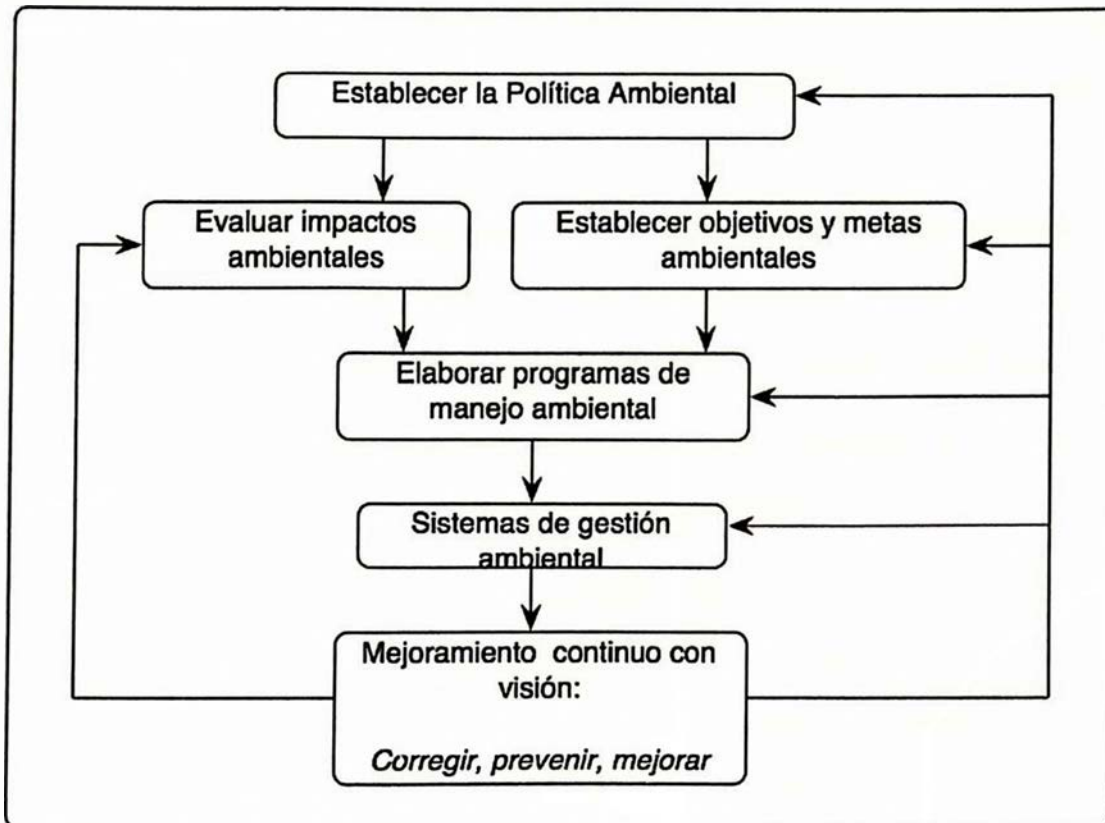 Establecer la Política Ambiental
Evaluar impactos
ambientales
Establecer objetivos y metas
ambientales
Elaborar programas de
manejo ambiental
Sistemas de gestión
ambiental
Mejoramiento continuo con
visión:
Corregir, prevenir, mejorar